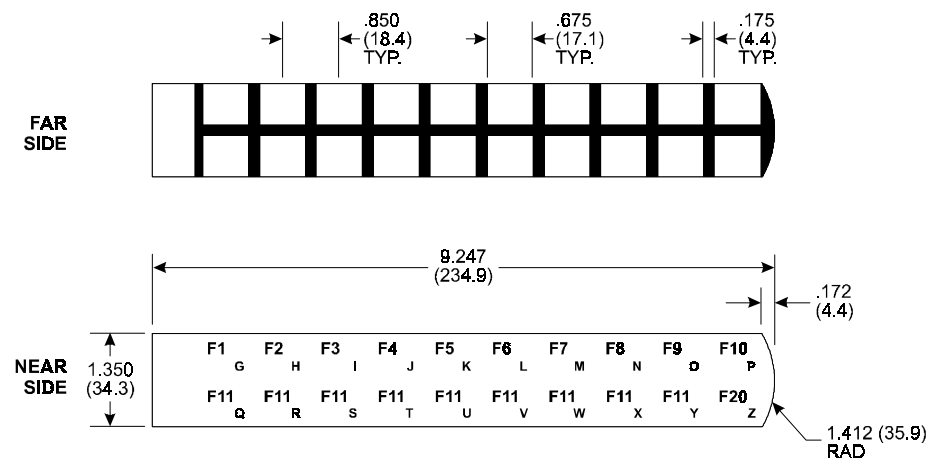 .850 .675 .175
(18.4) (17.1) (4.4)
TYP. TYP. TYP.
FAR
SIDE
9.247
(234.9)
.172
(4.4)
NEAR
SIDE
1.350
(34.3)
F1 F2 F3 F4 F5 F6 F7 F8 F9 F10
G H I J K L M N O P
F11 F11 F11 F11 F11 F11 F11 F11 F11 F20
Q R S T U V W X Y Z
1.412 (35.9)
RAD